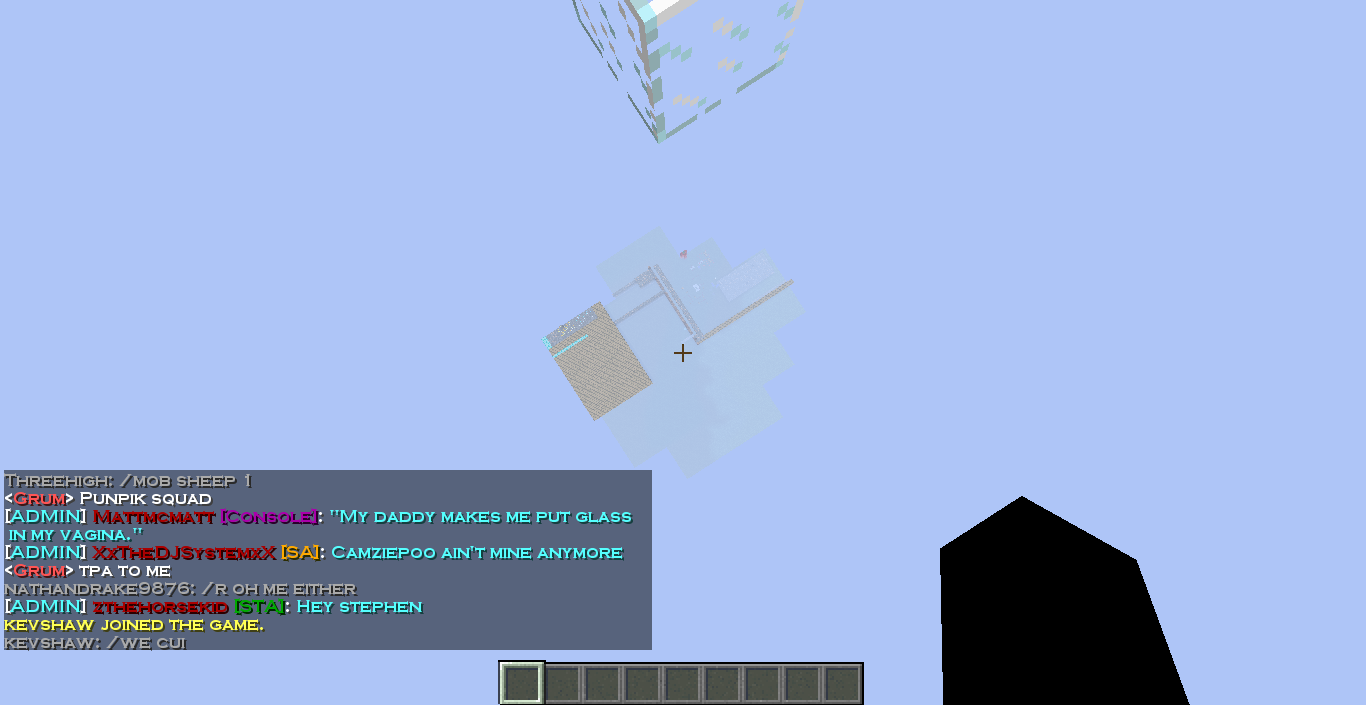 Threehigh: /mob sheep 1
<Grum> Punpik squad
[ADMIN] Mattmcmatt [Console]: "My daddy makes me put glass
in my vagina."
[ADMIN] XxTheDJSystemxX [SA]: Camziepoo ain't mine anymore
<Grum> tpa to me
nathandrake9876: /r oh me either
[ADMIN] zthehorsekid [STA]: Hey stephen
kevshaw joined the game.
kevshaw: /we cui